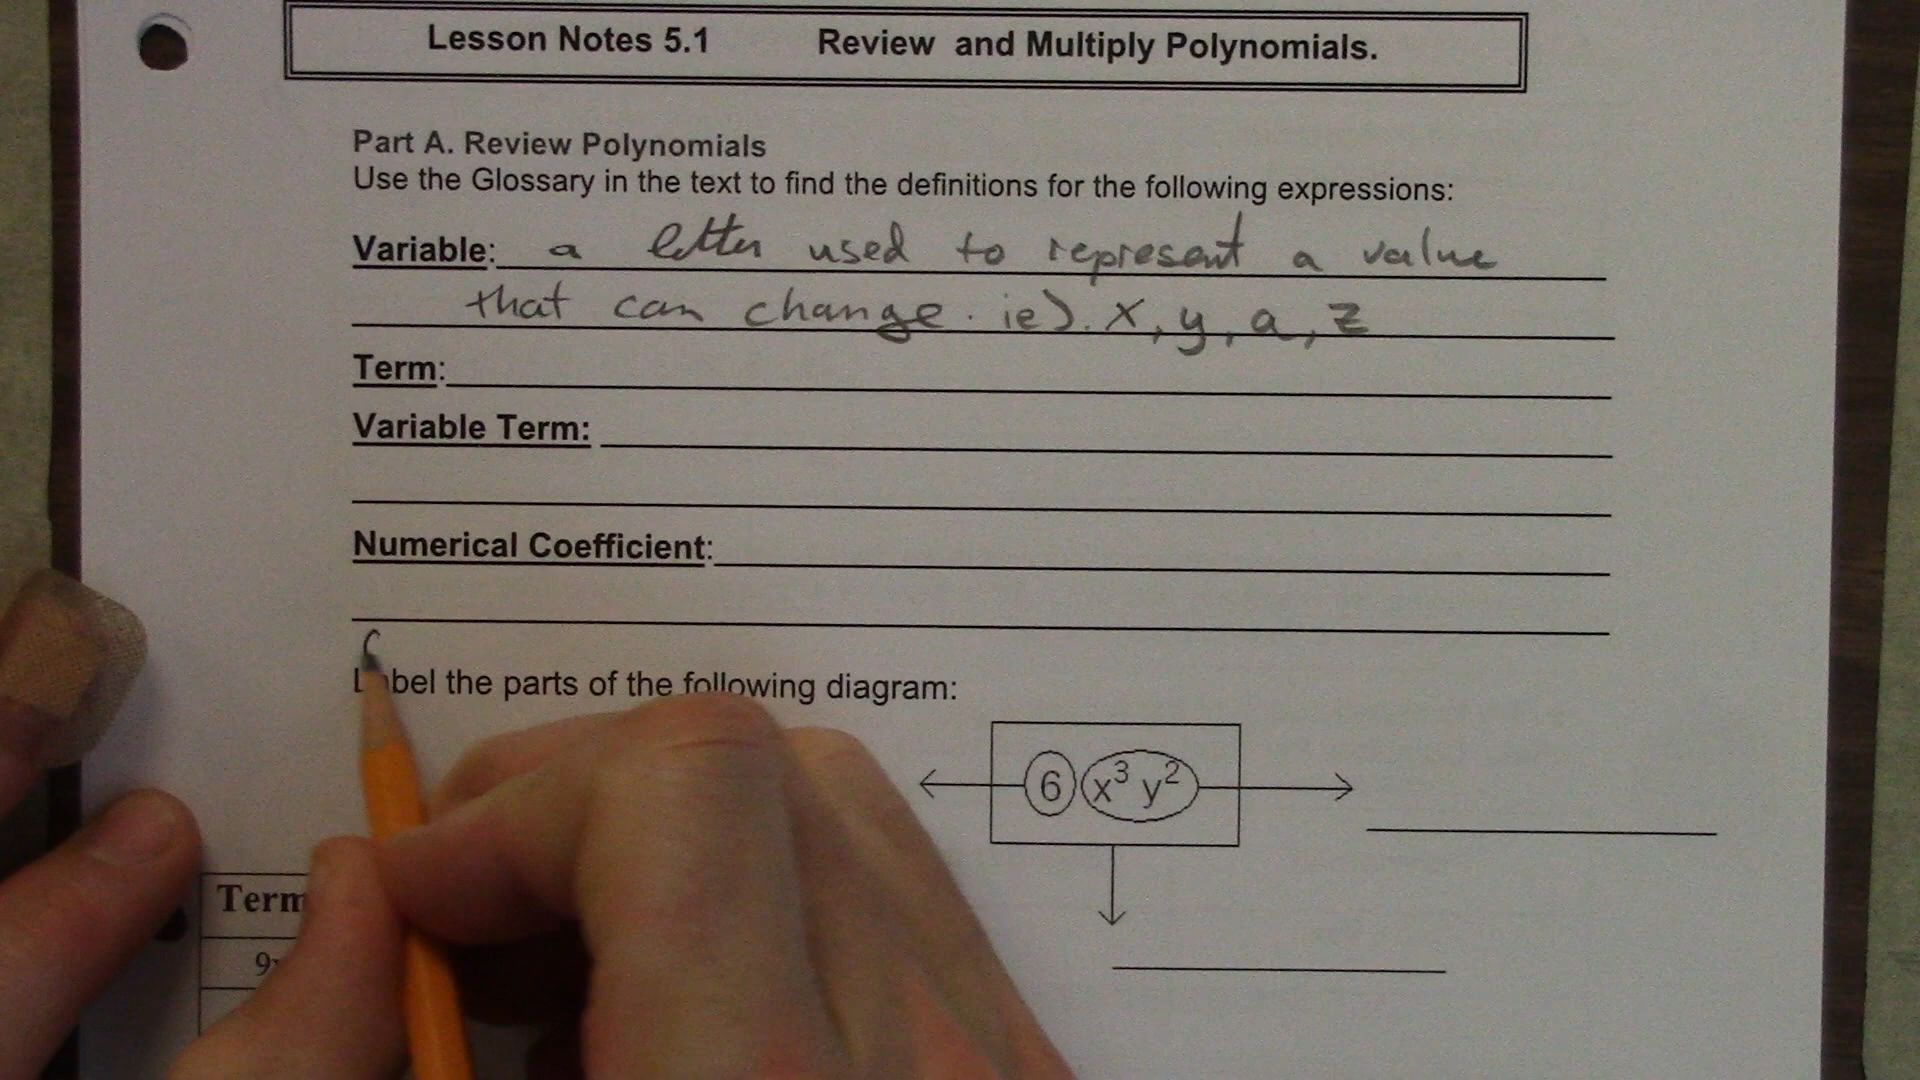 Lesson Notes 5.1 Review and Multiply Polynomials.
Part A. Review Polynomials
Use the Glossary in the text to find the definitions for the following expressions:
Variable: a letter used to represent a value
that can change. ie). x, y, a, z
Term:
Variable Term:
Numerical Coefficient:
Label the parts of the following diagram:
6 x³ y²
Term